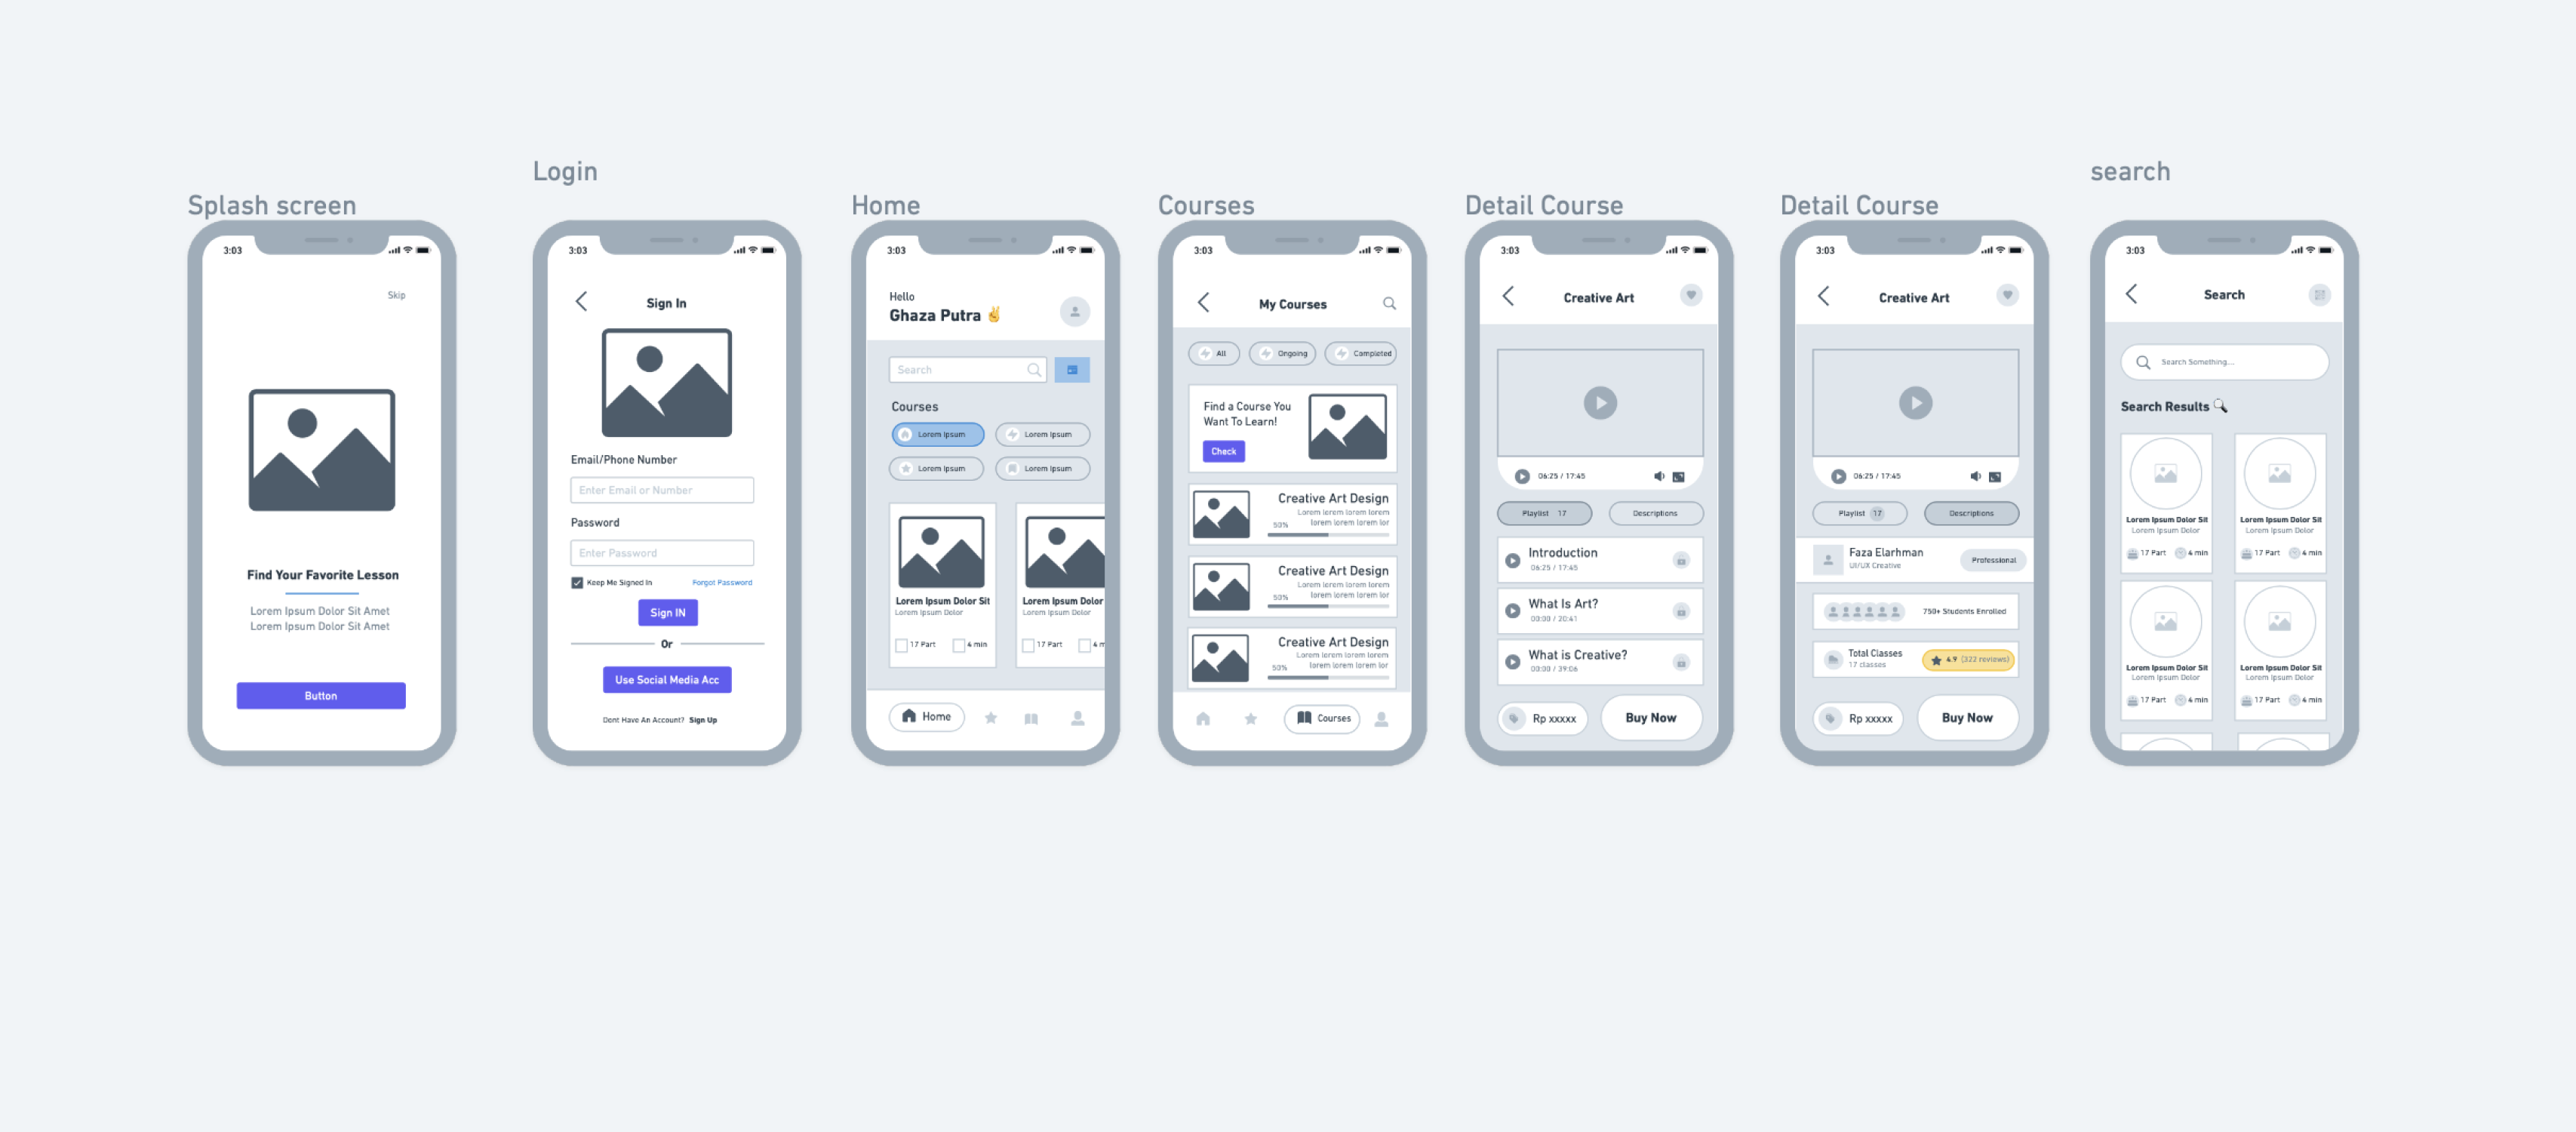 Splash screen
3:03
Skip
Find Your Favorite Lesson
Lorem Ipsum Dolor Sit Amet
Lorem Ipsum Dolor Sit Amet
Button
Login
3:03
Sign In
Email/Phone Number
Enter Email or Number
Password
Enter Password
Keep Me Signed In
Forgot Password
Sign IN
Or
Use Social Media Acc
Dont Have An Account? Sign Up
Home
3:03
Hello
Ghaza Putra ✌️
Search
Courses
Lorem Ipsum
Lorem Ipsum
Lorem Ipsum
Lorem Ipsum
Lorem Ipsum Dolor Sit
Lorem Ipsum Dolor
17 Part
4 min
Lorem Ipsum Dolor
Lorem Ipsum Dolor
17 Part
4 m
Courses
3:03
My Courses
All
Ongoing
Completed
Find a Course You
Want To Learn!
Check
Creative Art Design
Lorem lorem lorem lorem
lorem lorem lorem lor
50%
Creative Art Design
Lorem lorem lorem lorem
lorem lorem lorem lor
50%
Creative Art Design
Lorem lorem lorem lorem
lorem lorem lorem lor
50%
Courses
Detail Course
3:03
Creative Art
06:25 / 17:45
Playlist 17
Descriptions
Introduction
06:25 / 17:45
What Is Art?
00:00 / 20:41
What is Creative?
00:00 / 39:06
Rp xxxxx
Buy Now
Detail Course
3:03
Creative Art
06:25 / 17:45
Playlist 17
Descriptions
Faza Elarhman
UI/UX Creative
Professional
750+ Students Enrolled
Total Classes
17 classes
4.9 (322 reviews)
Rp xxxxx
Buy Now
search
3:03
Search
Search Something...
Search Results 🔍
Lorem Ipsum Dolor Sit
Lorem Ipsum Dolor
17 Part
4 min
Lorem Ipsum Dolor Sit
Lorem Ipsum Dolor
17 Part
4 min
Lorem Ipsum Dolor Sit
Lorem Ipsum Dolor
17 Part
4 min
Lorem Ipsum Dolor Sit
Lorem Ipsum Dolor
17 Part
4 min
Home